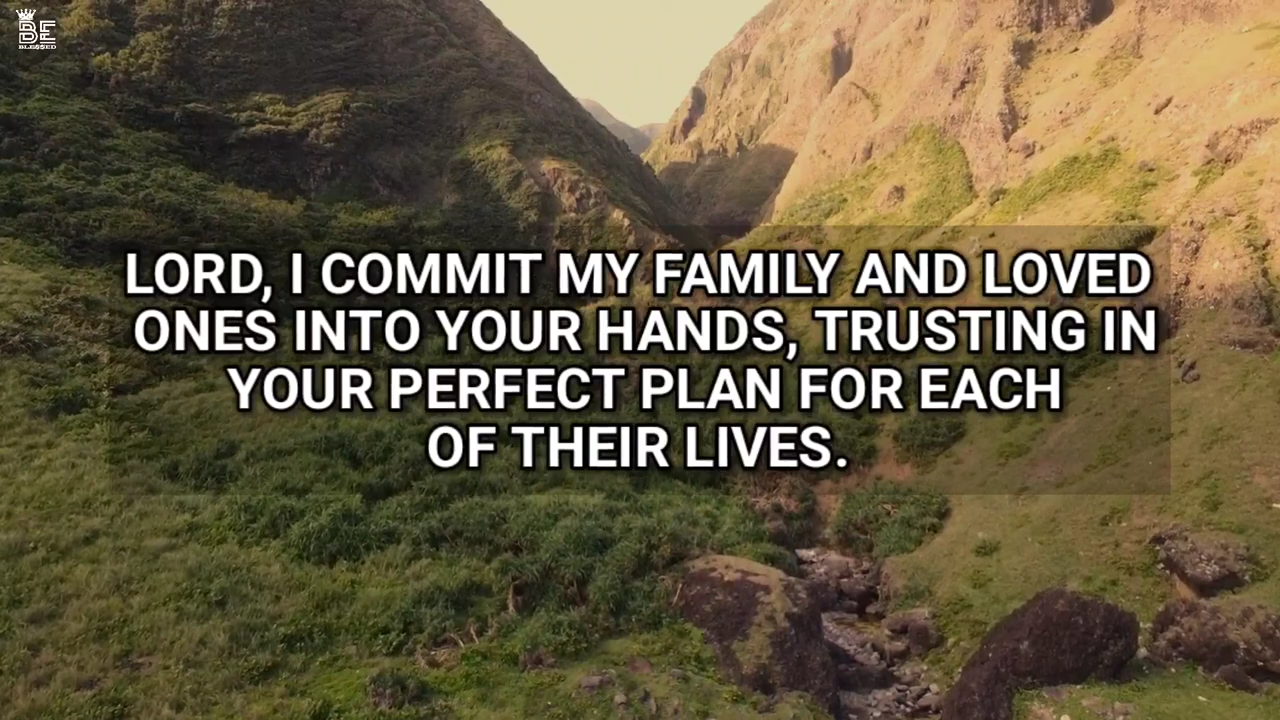 BE
BLESSED
LORD, I COMMIT MY FAMILY AND LOVED
ONES INTO YOUR HANDS, TRUSTING IN
YOUR PERFECT PLAN FOR EACH
OF THEIR LIVES.